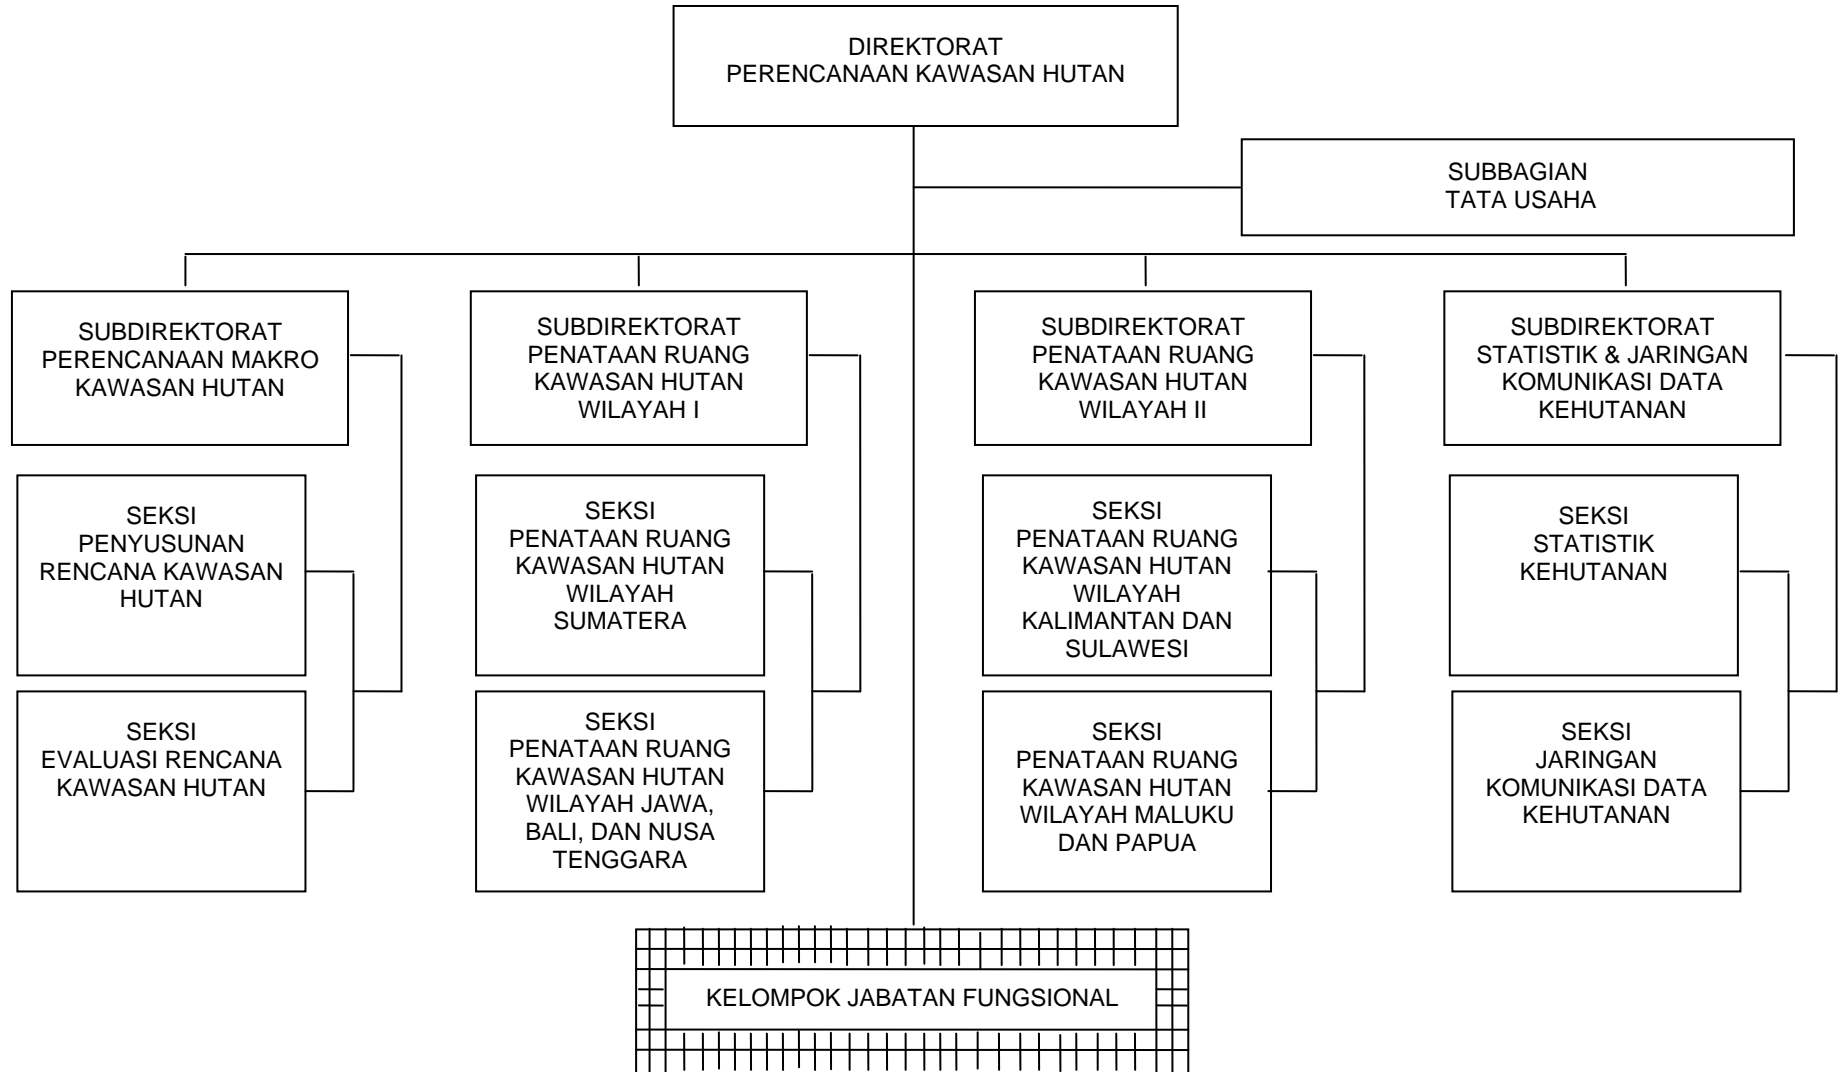 DIREKTORAT
PERENCANAAN KAWASAN HUTAN
SUBBAGIAN
TATA USAHA
SUBDIREKTORAT
PERENCANAAN MAKRO
KAWASAN HUTAN
SUBDIREKTORAT
PENATAAN RUANG
KAWASAN HUTAN
WILAYAH I
SUBDIREKTORAT
PENATAAN RUANG
KAWASAN HUTAN
WILAYAH II
SUBDIREKTORAT
STATISTIK & JARINGAN
KOMUNIKASI DATA
KEHUTANAN
SEKSI
PENYUSUNAN
RENCANA KAWASAN
HUTAN
SEKSI
PENATAAN RUANG
KAWASAN HUTAN
WILAYAH
SUMATERA
SEKSI
PENATAAN RUANG
KAWASAN HUTAN
WILAYAH
KALIMANTAN DAN
SULAWESI
SEKSI
STATISTIK
KEHUTANAN
SEKSI
EVALUASI RENCANA
KAWASAN HUTAN
SEKSI
PENATAAN RUANG
KAWASAN HUTAN
WILAYAH JAWA,
BALI, DAN NUSA
TENGGARA
SEKSI
PENATAAN RUANG
KAWASAN HUTAN
WILAYAH MALUKU
DAN PAPUA
SEKSI
JARINGAN
KOMUNIKASI DATA
KEHUTANAN
KELOMPOK JABATAN FUNGSIONAL